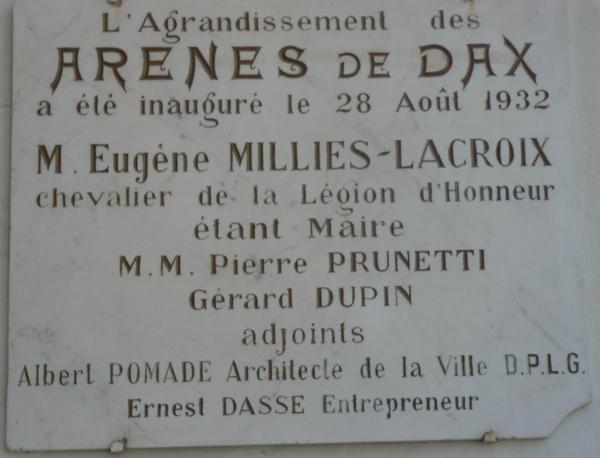 L'Agrandissement des
ARENES DE DAX
a été inauguré le 28 Août 1932
M. Eugène MILLIES-LACROIX
chevalier de la Légion d'Honneur
étant Maire
M.M. Pierre PRUNETTI
Gérard DUPIN
adjoints
Albert POMADE Architecte de la Ville D.P.L.G.
Ernest DASSE Entrepreneur